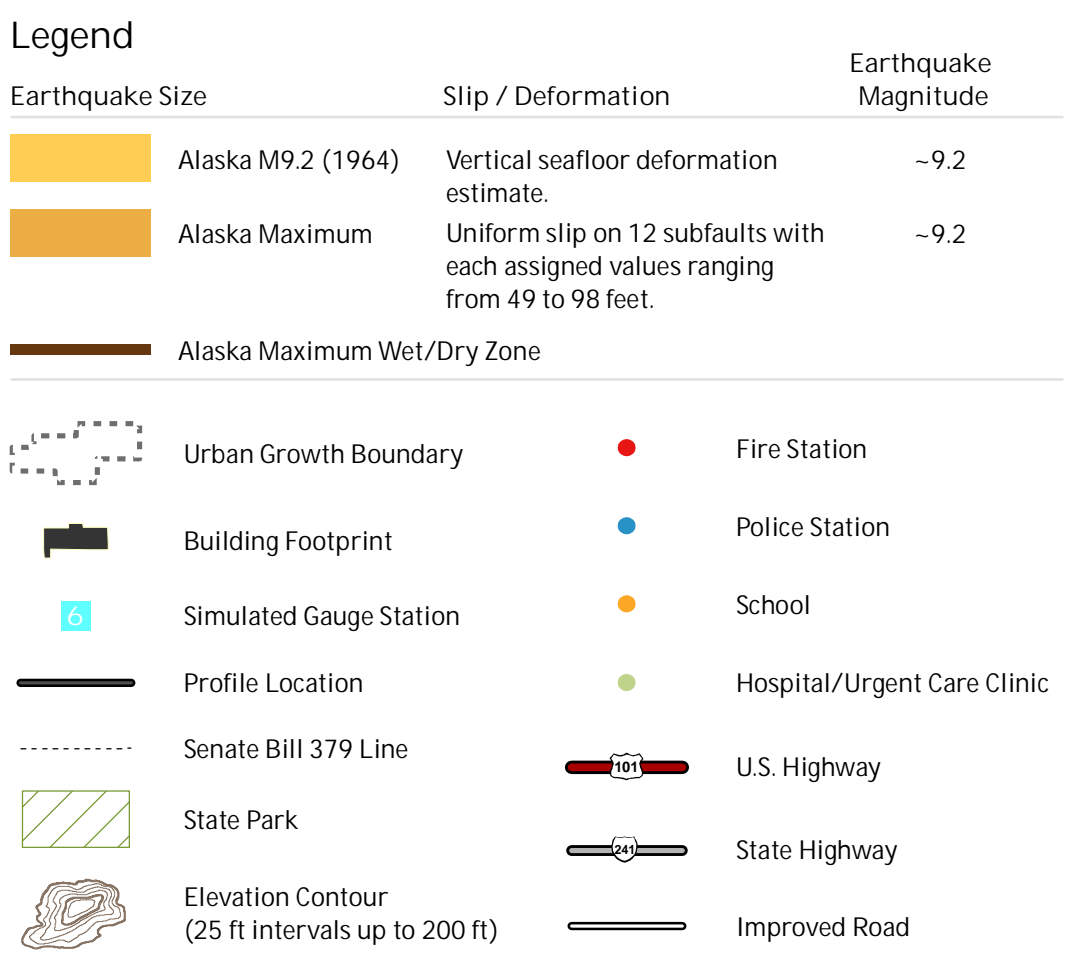 Legend
Earthquake Size
Slip / Deformation
Earthquake
Magnitude
Alaska M9.2 (1964)
Vertical seafloor deformation
estimate.
~9.2
Alaska Maximum
Uniform slip on 12 subfaults with
each assigned values ranging
from 49 to 98 feet.
~9.2
Alaska Maximum Wet/Dry Zone
Urban Growth Boundary
Building Footprint
6
Simulated Gauge Station
Profile Location
Senate Bill 379 Line
State Park
Elevation Contour
(25 ft intervals up to 200 ft)
Fire Station
Police Station
School
Hospital/Urgent Care Clinic
101
U.S. Highway
241
State Highway
Improved Road